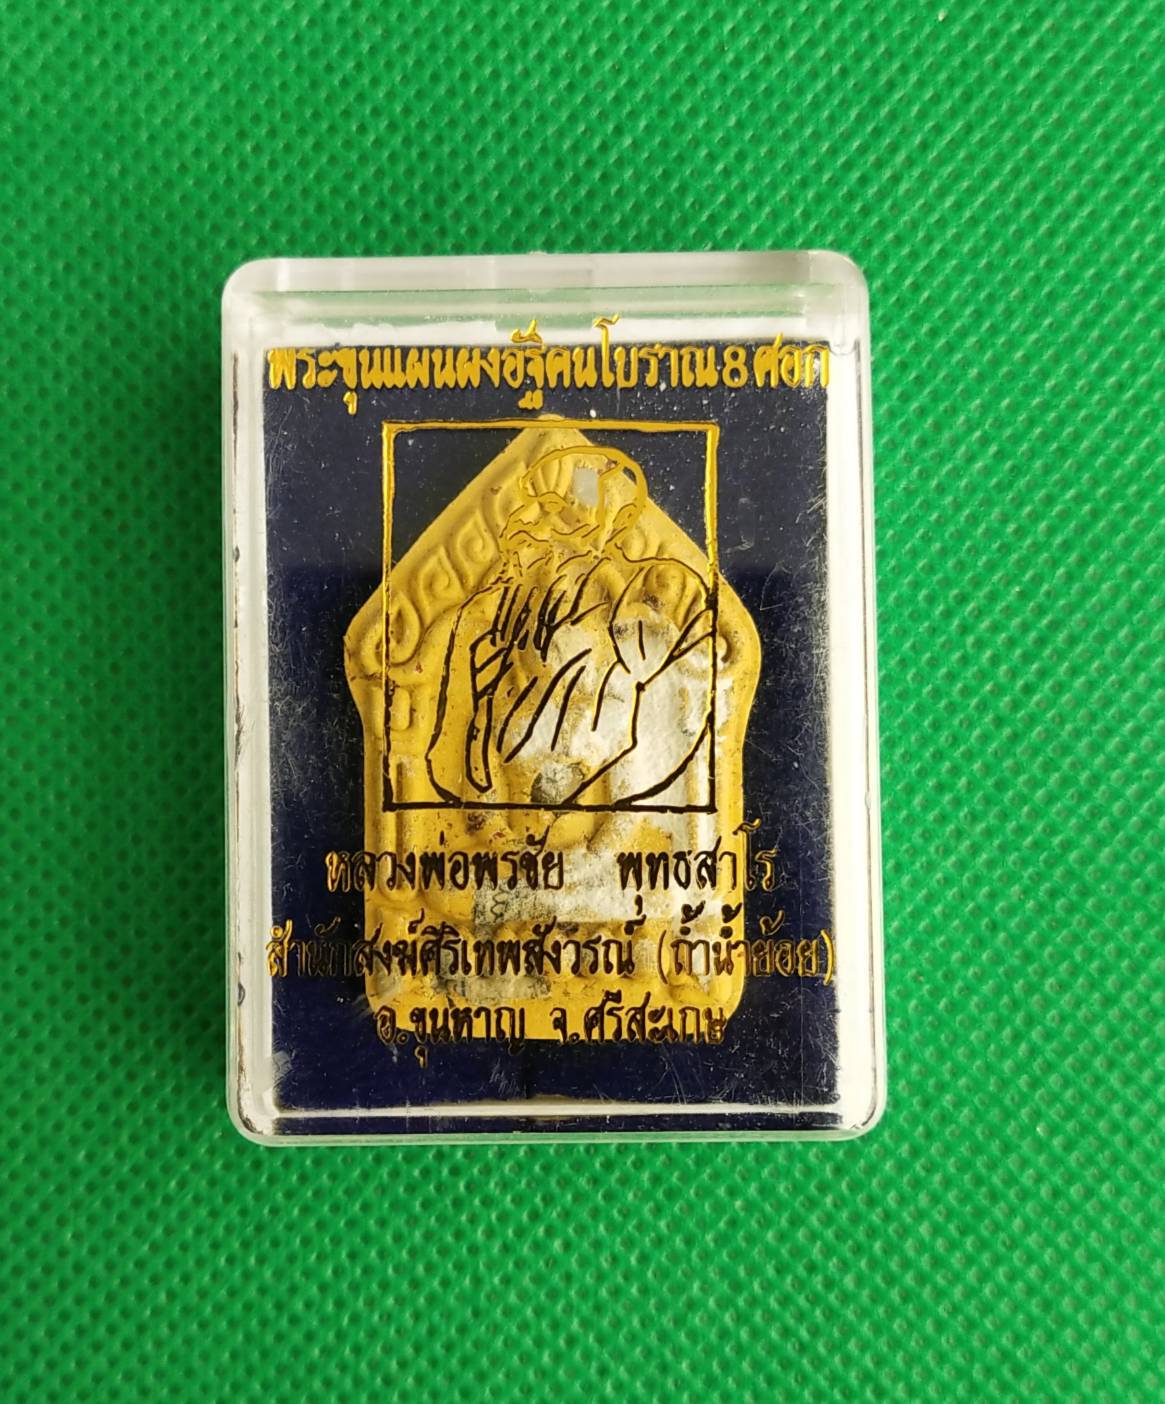 พระขุนแผนผงอัฐิคนโบราณ 8 ศอก
หลวงพ่อพรชัย พุทธสาโร
สำนักสงฆ์ศิริเทพสังวรณ์ (ถ้ำน้ำย้อย)
อ.ขุนหาญ จ.ศรีสะเกษ